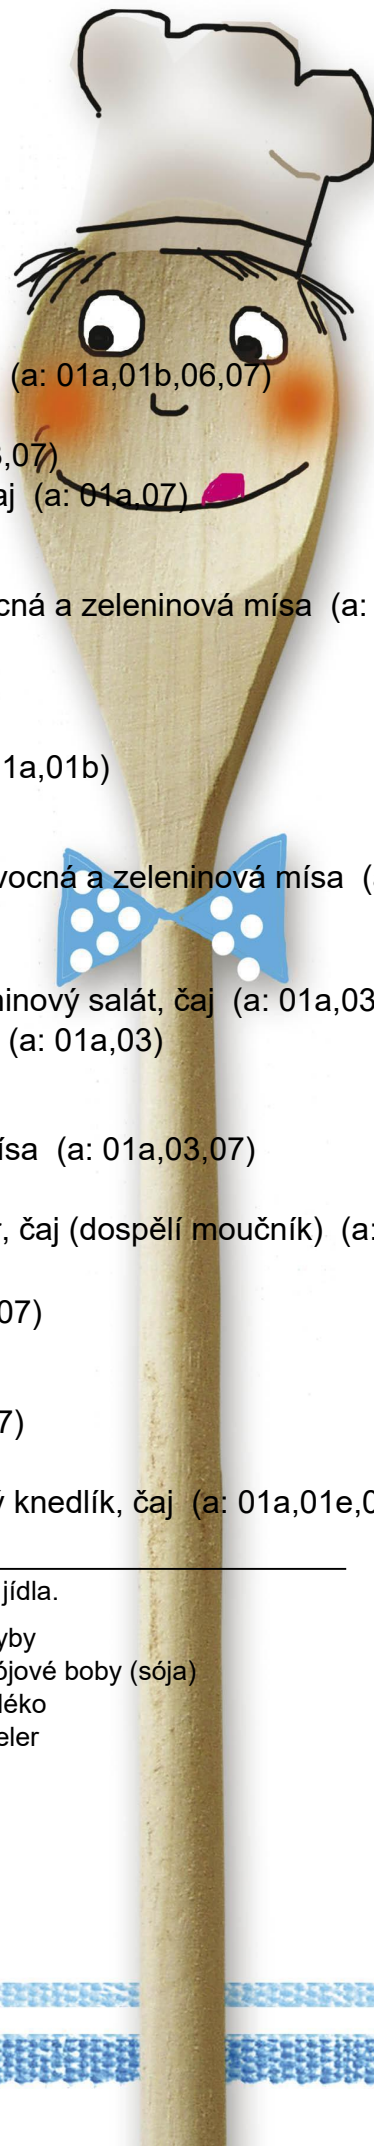 (a: 01a,01b,06,07)
,07)
aj (a: 01a,07)
cná a zeleninová mísa (a:
1a,01b)
vocná a zeleninová mísa (a
ninový salát, čaj (a: 01a,03
(a: 01a,03)
ísa (a: 01a,03,07)
, čaj (dospělí moučník) (a:
07)
7)
ý knedlík, čaj (a: 01a,01e,0
jídla.
yby
ójové boby (sója)
léko
eler